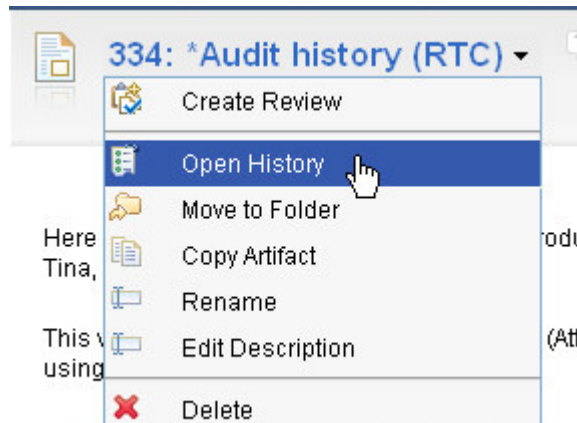 334: *Audit history (RTC)
Create Review
Open History
Move to Folder
Here
Tina,
Copy Artifact
Rename
This
Edit Description
(Att
using
Delete